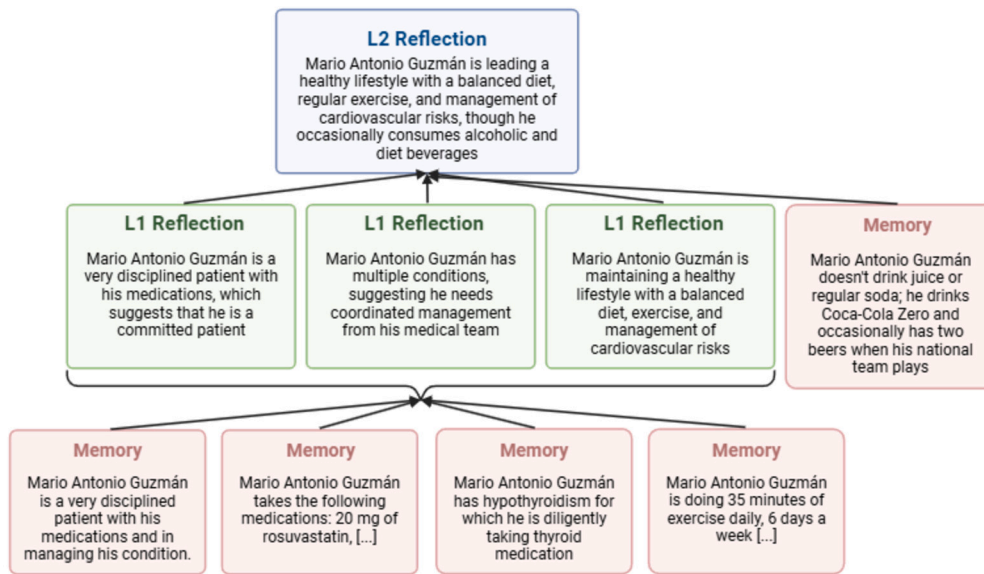 L2 Reflection
Mario Antonio Guzmán is leading a
healthy lifestyle with a balanced diet,
regular exercise, and management of
cardiovascular risks, though he
occasionally consumes alcoholic and
diet beverages
L1 Reflection
Mario Antonio Guzmán is a
very disciplined patient with
his medications, which
suggests that he is a
committed patient
L1 Reflection
Mario Antonio Guzmán has
multiple conditions,
suggesting he needs
coordinated management
from his medical team
L1 Reflection
Mario Antonio Guzmán is
maintaining a healthy
lifestyle with a balanced
diet, exercise, and
management of
cardiovascular risks
Memory
Mario Antonio Guzmán
doesn't drink juice or
regular soda; he drinks
Coca-Cola Zero and
occasionally has two
beers when his national
team plays
Memory
Mario Antonio Guzmán
is a very disciplined
patient with his
medications and in
managing his condition.
Memory
Mario Antonio Guzmán
takes the following
medications: 20 mg of
rosuvastatin, [...]
Memory
Mario Antonio Guzmán
has hypothyroidism for
which he is diligently
taking thyroid
medication
Memory
Mario Antonio Guzmán
is doing 35 minutes of
exercise daily, 6 days a
week [...]